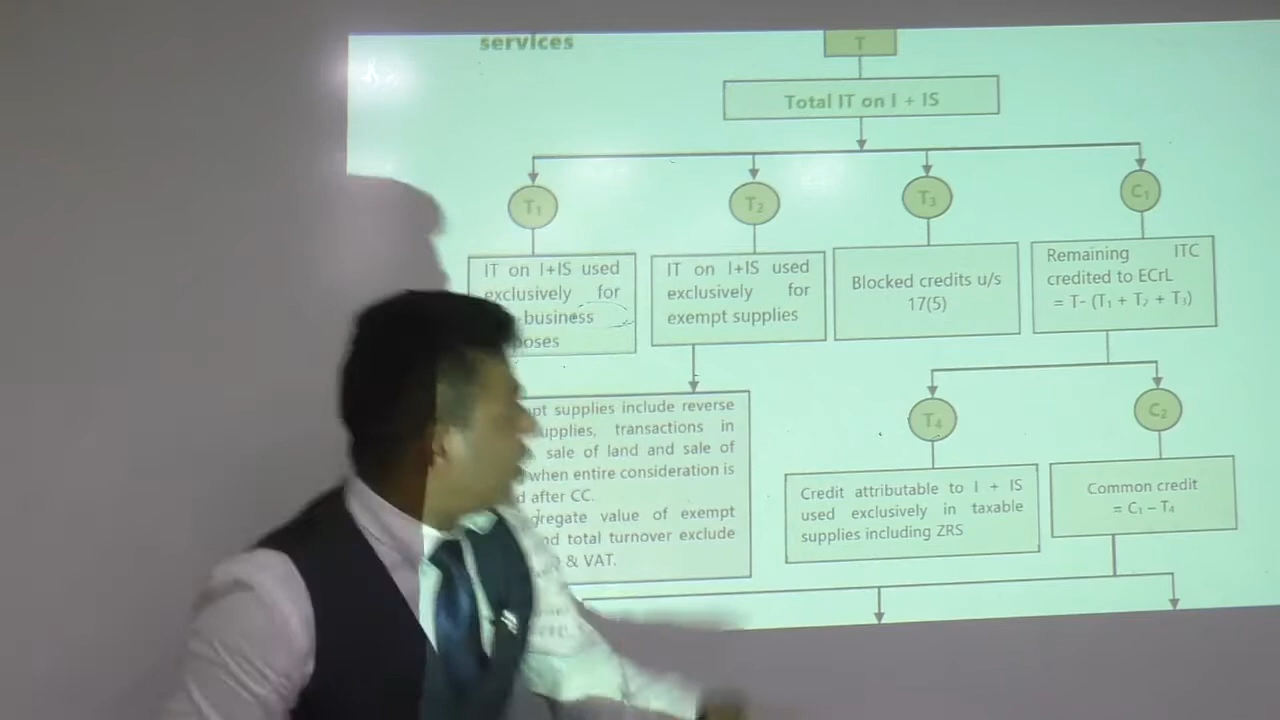 services
T
Total IT on I + IS
T₁
T₂
T₃
C₁
IT on I+IS used
exclusively for
business
IT on I+IS used
exclusively for
exempt supplies
Blocked credits u/s
17(5)
Remaining ITC
credited to ECrL
= T- (T₁ + T₂ + T₃)
supplies include reverse
transactions in
sale of land and sale of
when entire consideration is
after CC.
value of exempt
total turnover exclude
& VAT.
T₄
C₂
Credit attributable to I + IS
used exclusively in taxable
supplies including ZRS
Common credit
= C₁ – T₄